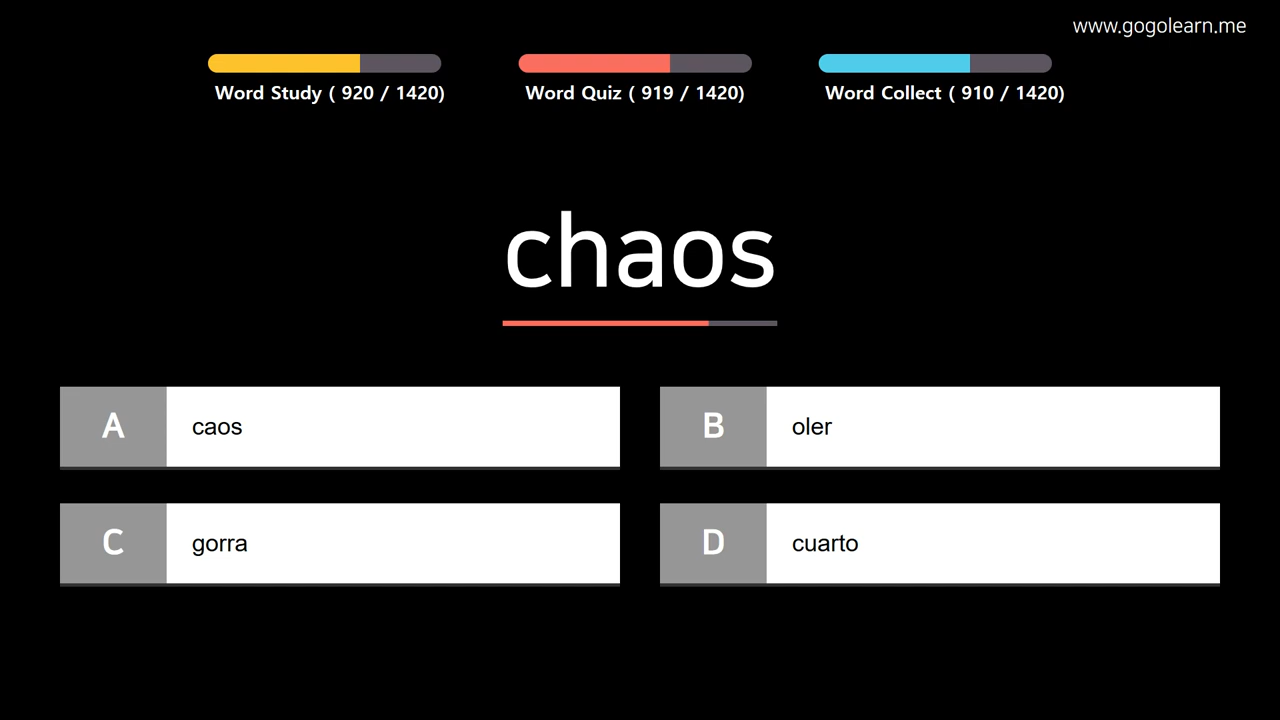 www.gogolearn.me
Word Study ( 920 / 1420)
Word Quiz ( 919 / 1420)
Word Collect ( 910 / 1420)
chaos
A
caos
B
oler
C
gorra
D
cuarto